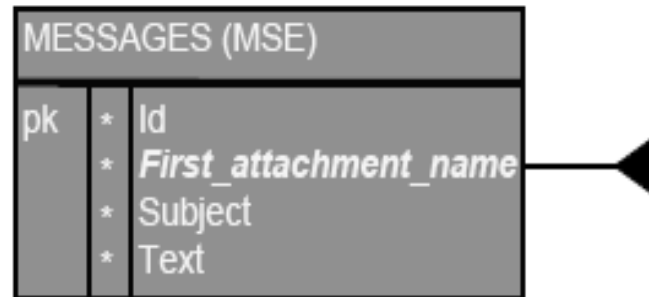 MESSAGES (MSE)
pk * Id
* First_attachment_name
* Subject
* Text